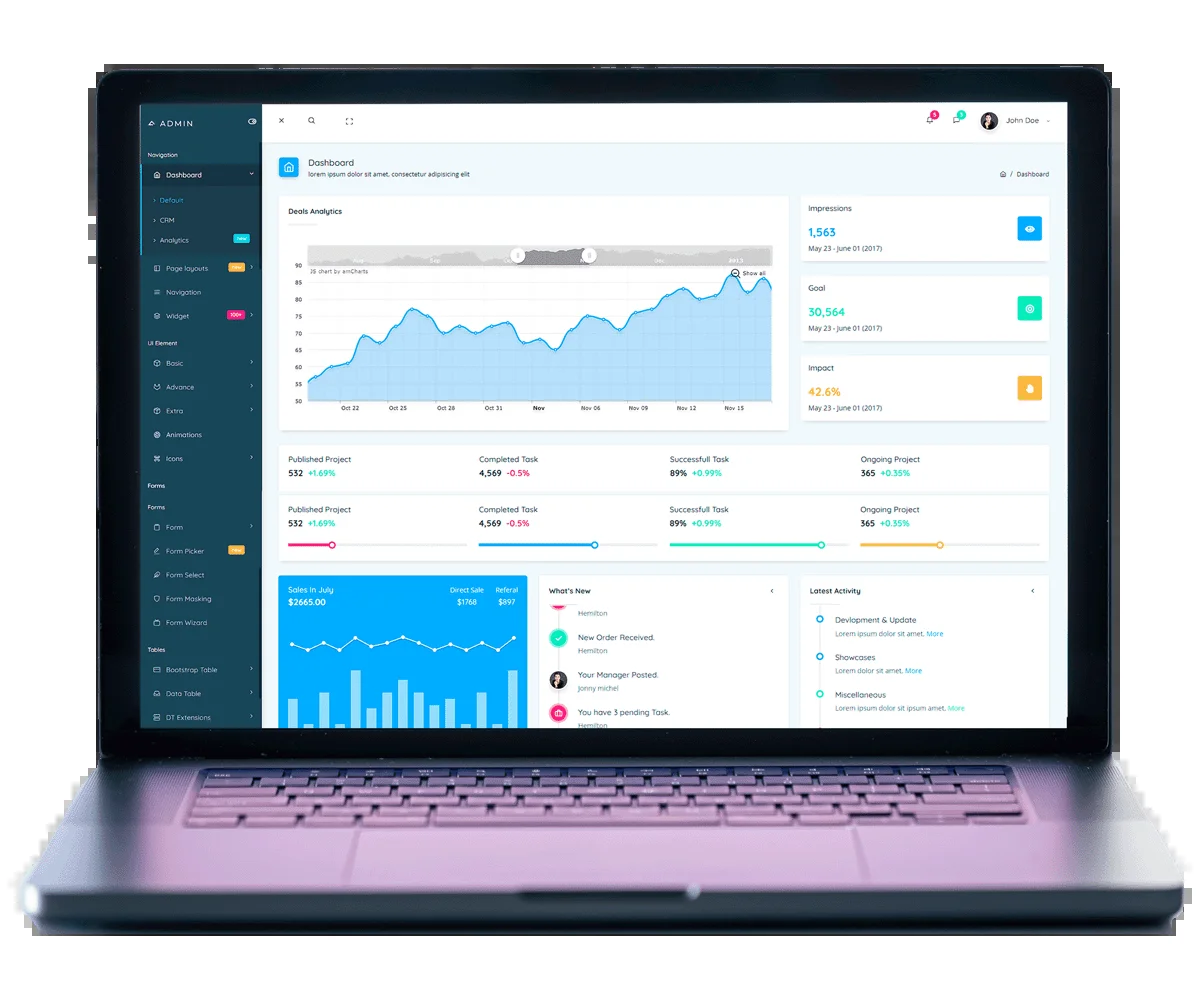 ADMIN
Navigation
Dashboard
Default
CRM
Analytics
Page layouts
Navigation
Widget 100+
UI Element
Basic
Advance
Extra
Animations
Icons
Forms
Forms
Form
Form Picker
Form Select
Form Masking
Form Wizard
Tables
Bootstrap Table
Data Table
DT Extensions
5
John Doe
Dashboard
lorem ipsum dolor sit amet, consectetur adipisicing elit
/ Dashboard
Deals Analytics
Sep
Dec
2013
JS chart by amCharts
Show all
90
85
80
75
70
65
60
55
50
Oct 22 Oct 25 Oct 28 Oct 31 Nov Nov 06 Nov 09 Nov 12 Nov 15
Impressions
1,563
May 23 - June 01 (2017)
Goal
30,564
May 23 - June 01 (2017)
Impact
42.6%
May 23 - June 01 (2017)
Published Project Completed Task Successfull Task Ongoing Project
532 +1.69% 4,569 -0.5% 89% +0.99% 365 +0.35%
Published Project Completed Task Successfull Task Ongoing Project
532 +1.69% 4,569 -0.5% 89% +0.99% 365 +0.35%
Sales In July Direct Sale Referal
$2665.00 $1768 $897
What's New
Hemilton
New Order Received.
Hemilton
Your Manager Posted.
Jonny michel
You have 3 pending Task.
Hemilton
Latest Activity
Devlopment & Update
Lorem ipsum dolor sit amet. More
Showcases
Lorem dolor sit amet. More
Miscellaneous
Lorem ipsum dolor sit ipsum amet. More